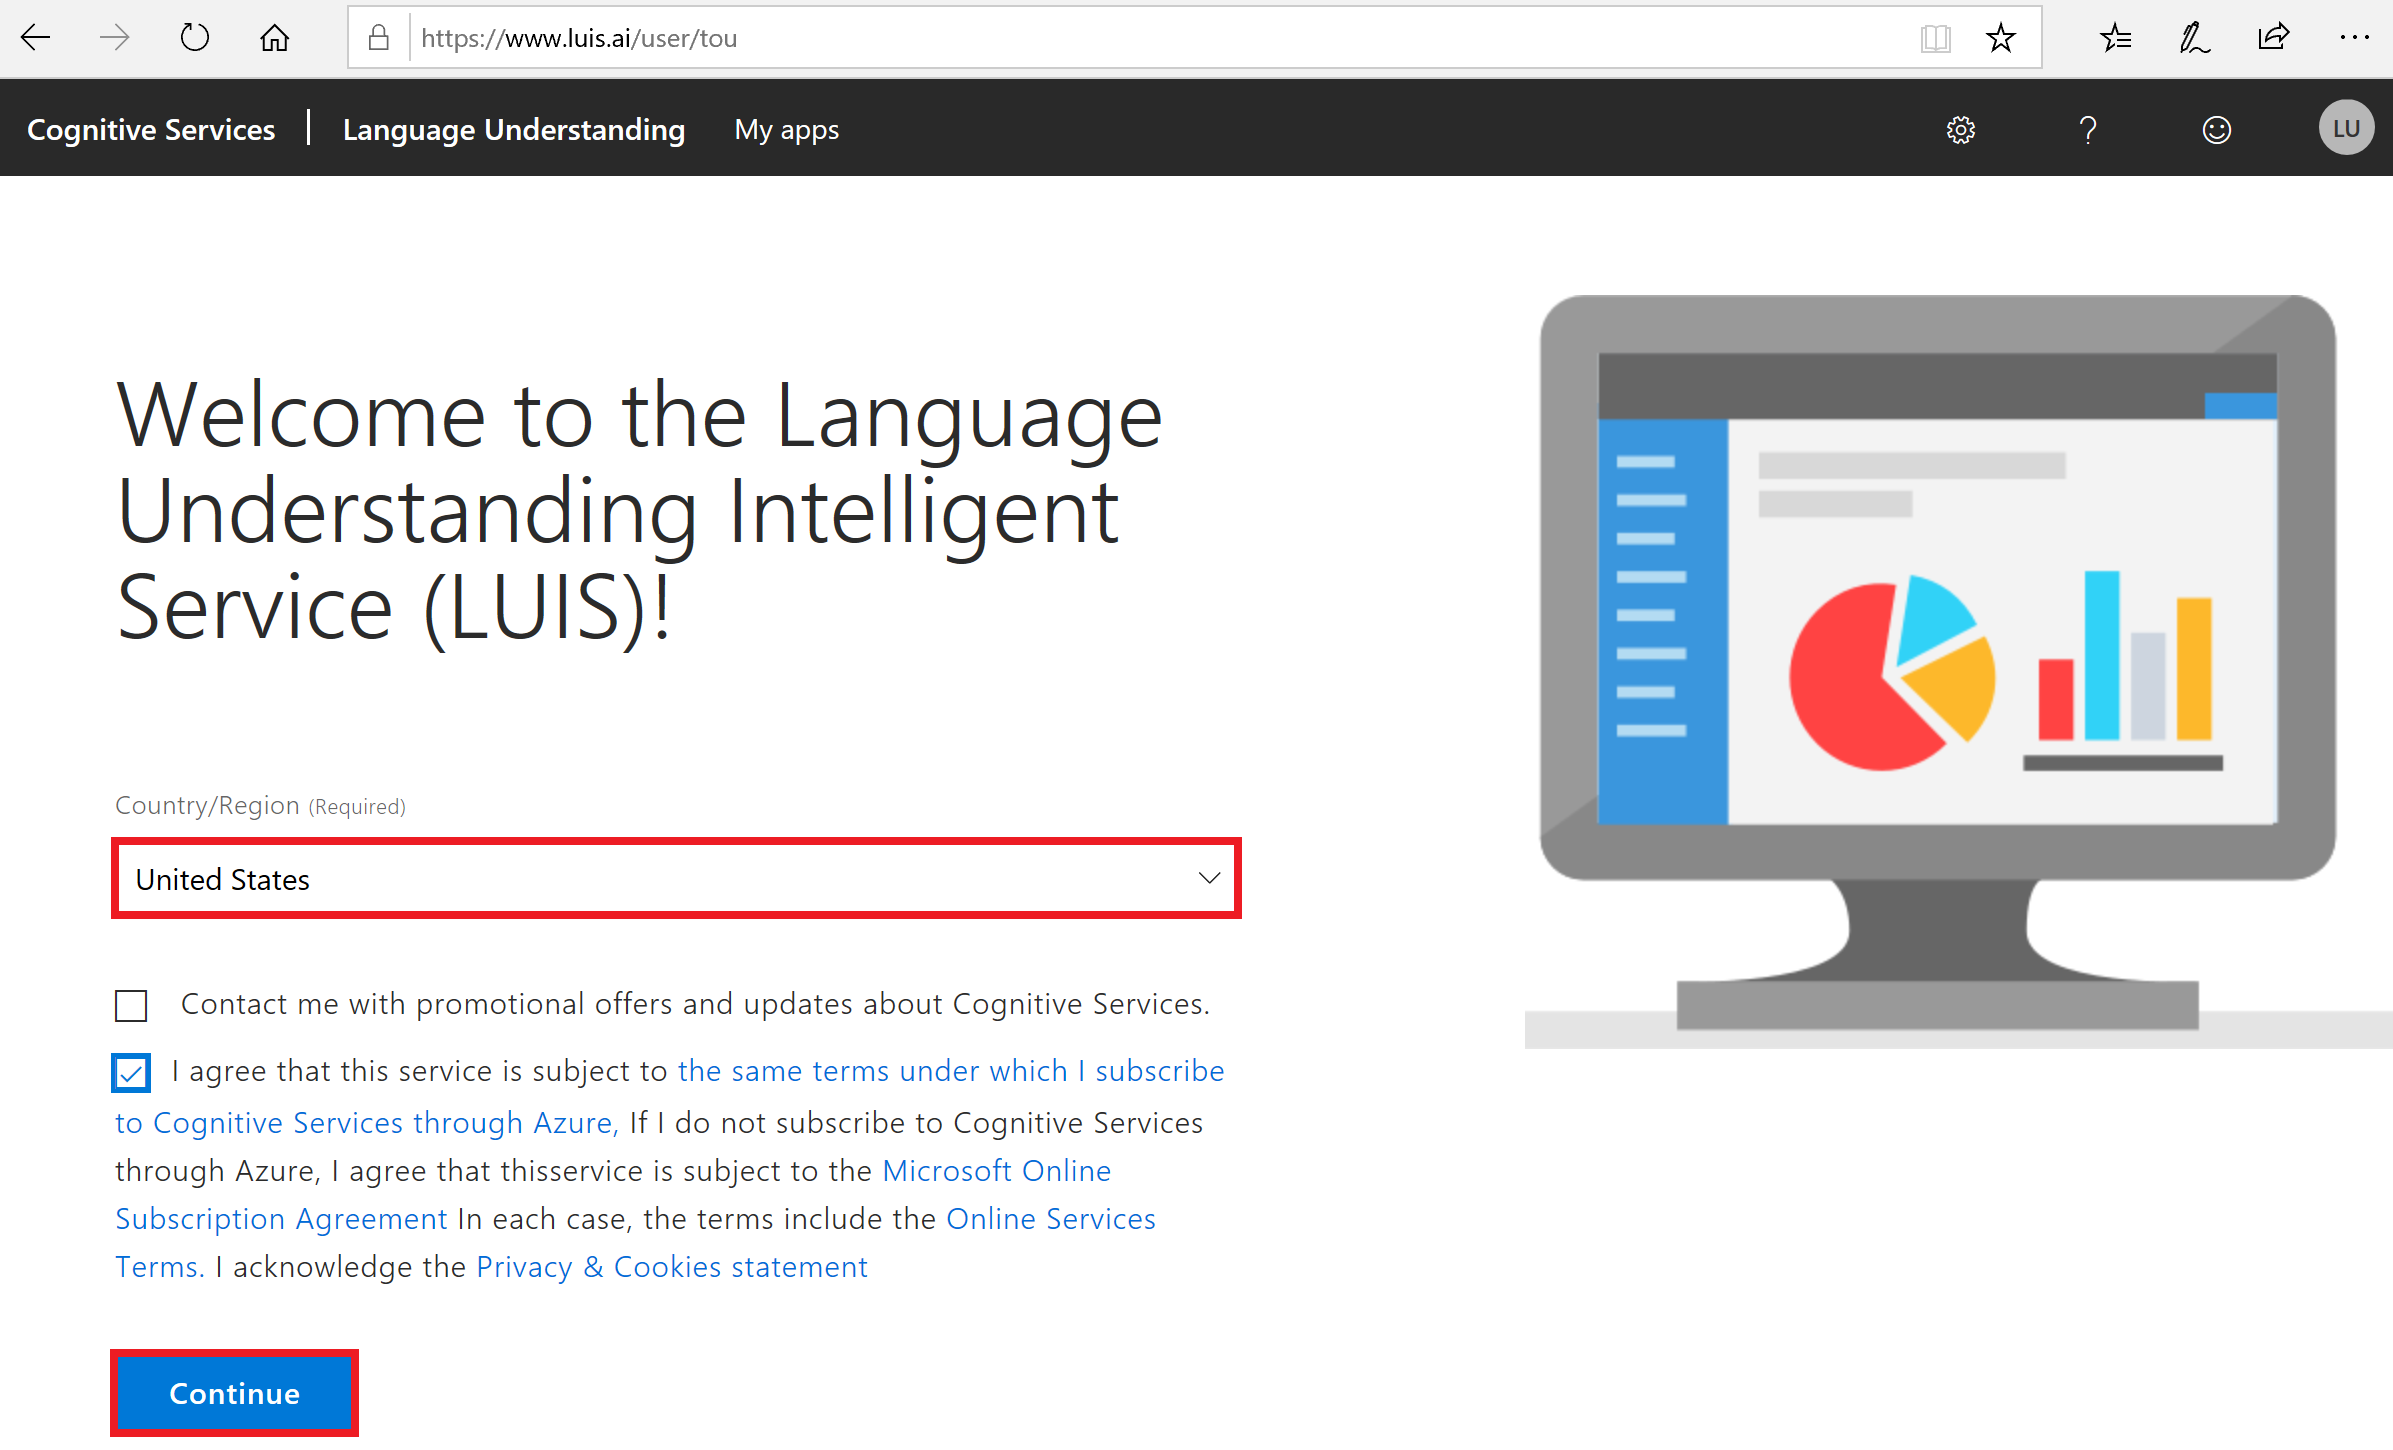 https://www.luis.ai/user/tou
Cognitive Services | Language Understanding My apps ? LU
Welcome to the Language
Understanding Intelligent
Service (LUIS)!
Country/Region (Required)
United States
Contact me with promotional offers and updates about Cognitive Services.
I agree that this service is subject to the same terms under which I subscribe
to Cognitive Services through Azure, If I do not subscribe to Cognitive Services
through Azure, I agree that thisservice is subject to the Microsoft Online
Subscription Agreement In each case, the terms include the Online Services
Terms. I acknowledge the Privacy & Cookies statement
Continue